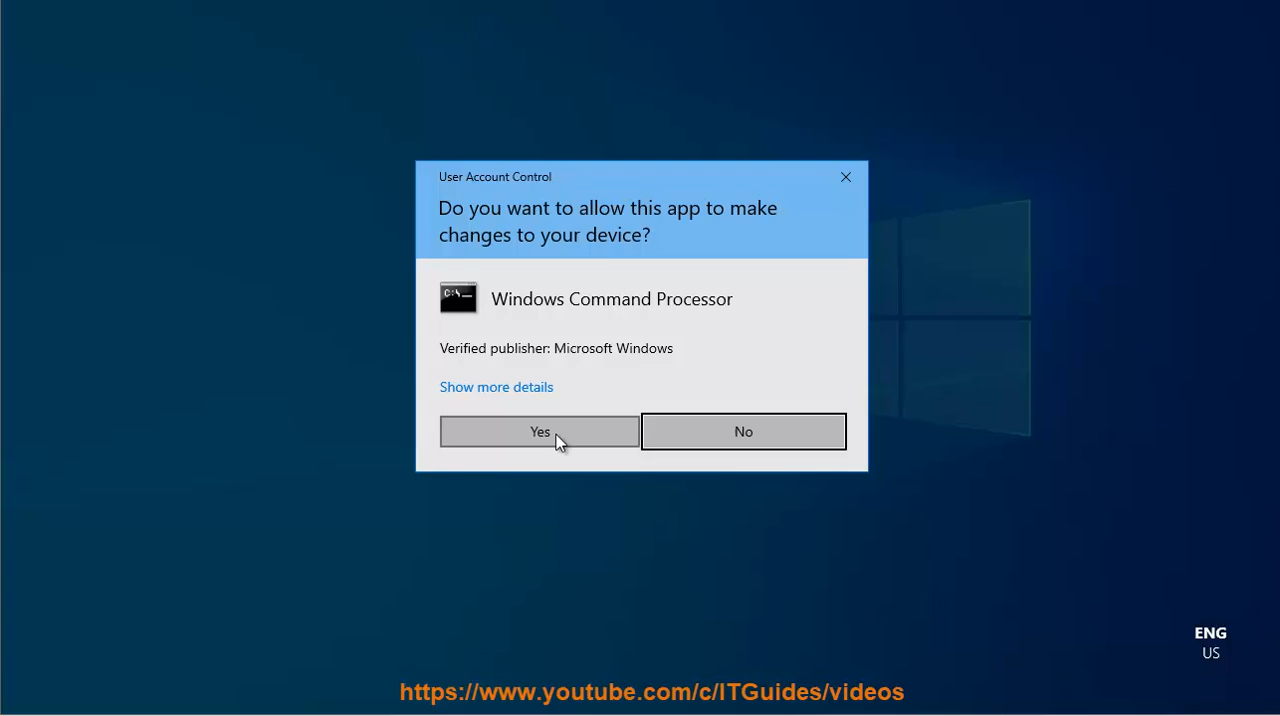 User Account Control
Do you want to allow this app to make
changes to your device?
C:\_
Windows Command Processor
Verified publisher: Microsoft Windows
Show more details
Yes
No
ENG
US
https://www.youtube.com/c/ITGuides/videos